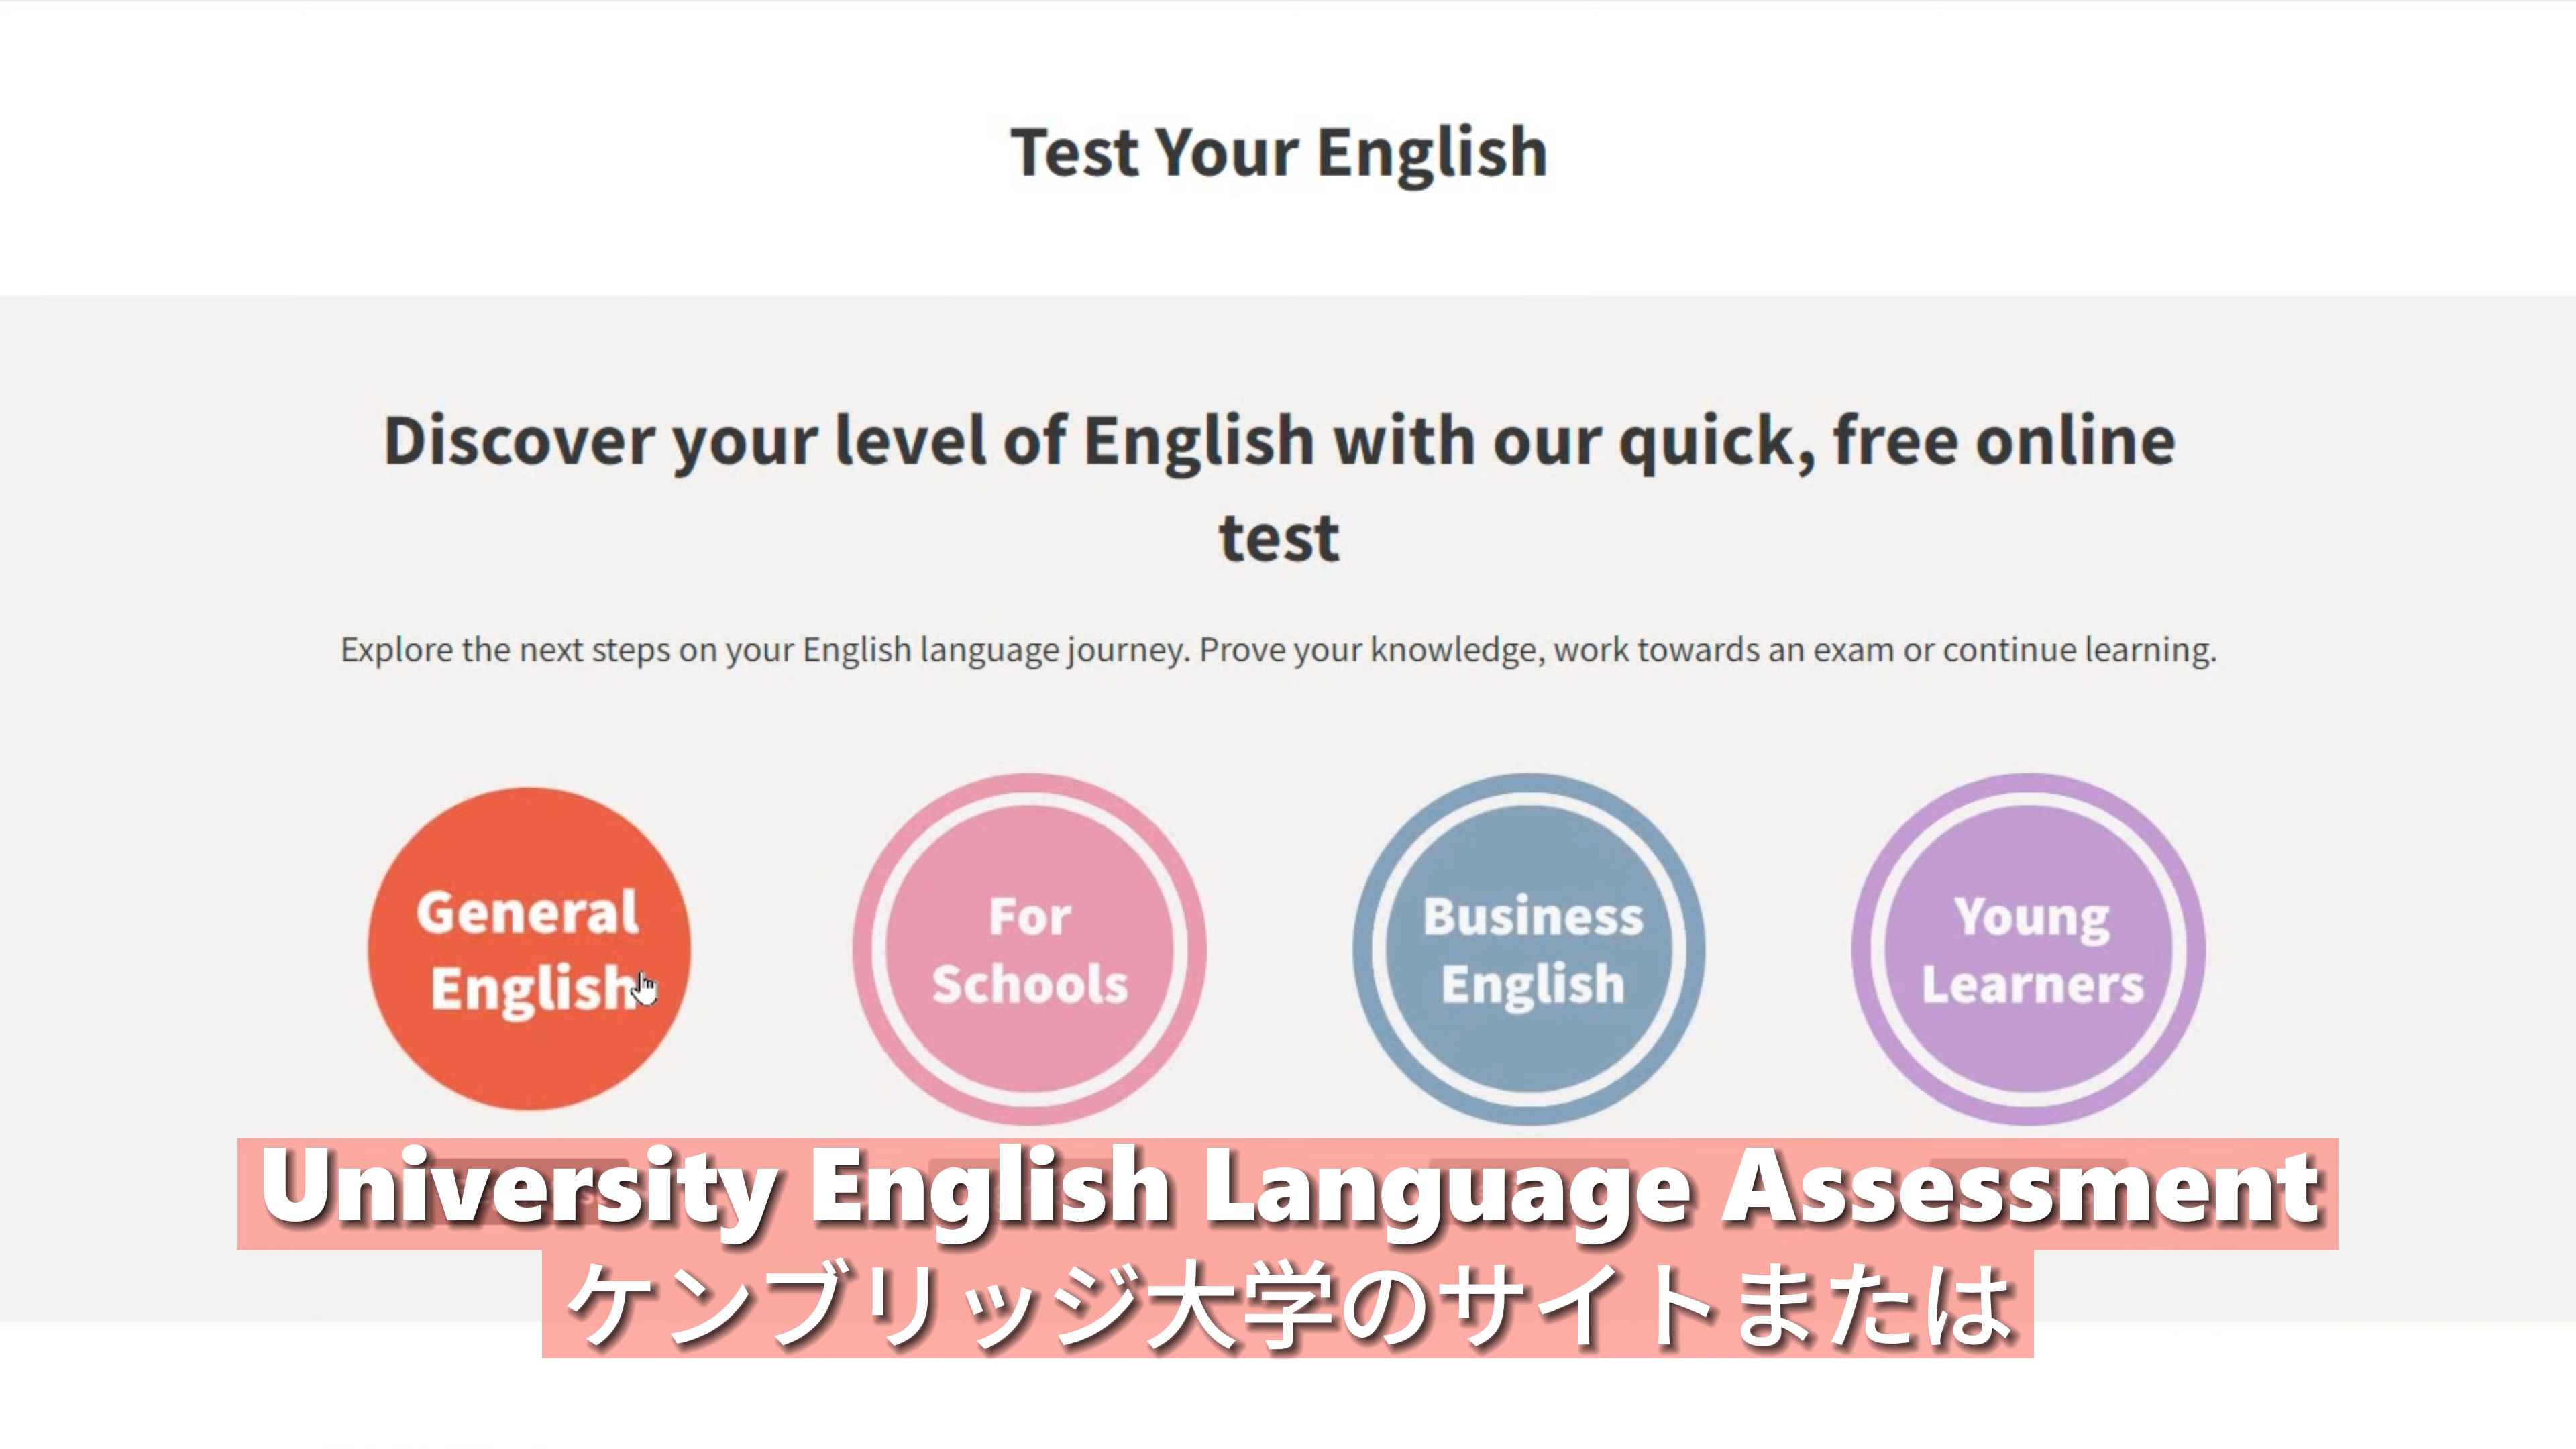 Test Your English
Discover your level of English with our quick, free online
test
Explore the next steps on your English language journey. Prove your knowledge, work towards an exam or continue learning.
General
English
For
Schools
Business
English
Young
Learners
University English Language Assessment
ケンブリッジ大学のサイトまたは